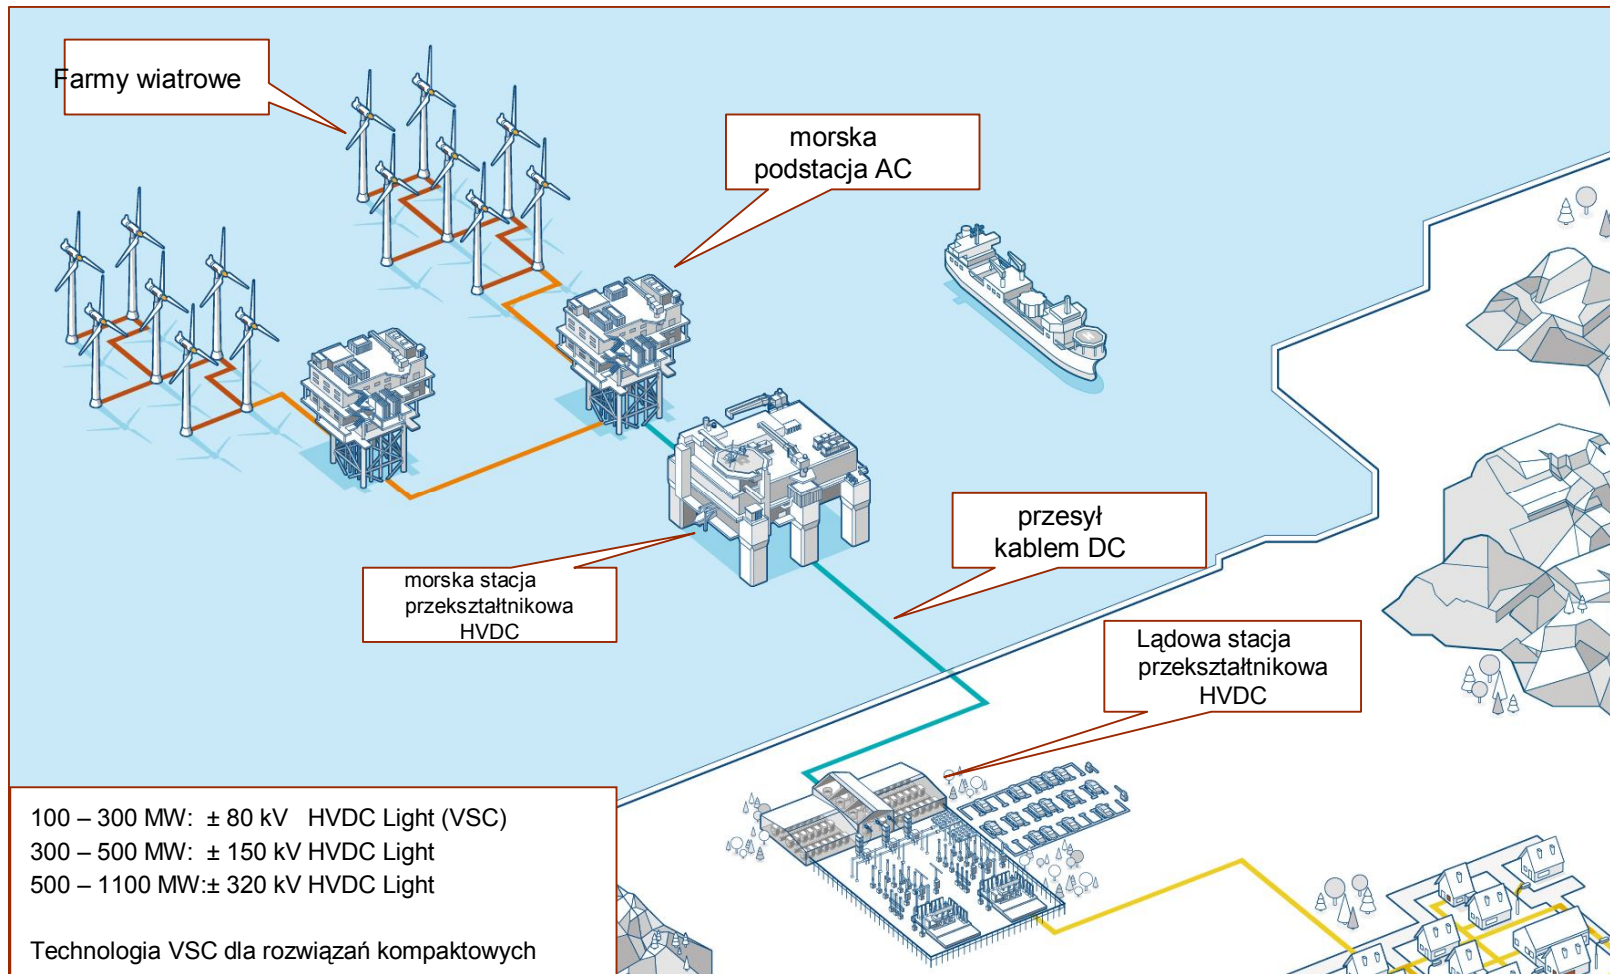 Farmy wiatrowe
morska
podstacja AC
morska stacja
przekształtnikowa
HVDC
przesył
kablem DC
Lądowa stacja
przekształtnikowa
HVDC
100 – 300 MW: ± 80 kV HVDC Light (VSC)
300 – 500 MW: ± 150 kV HVDC Light
500 – 1100 MW:± 320 kV HVDC Light
Technologia VSC dla rozwiązań kompaktowych